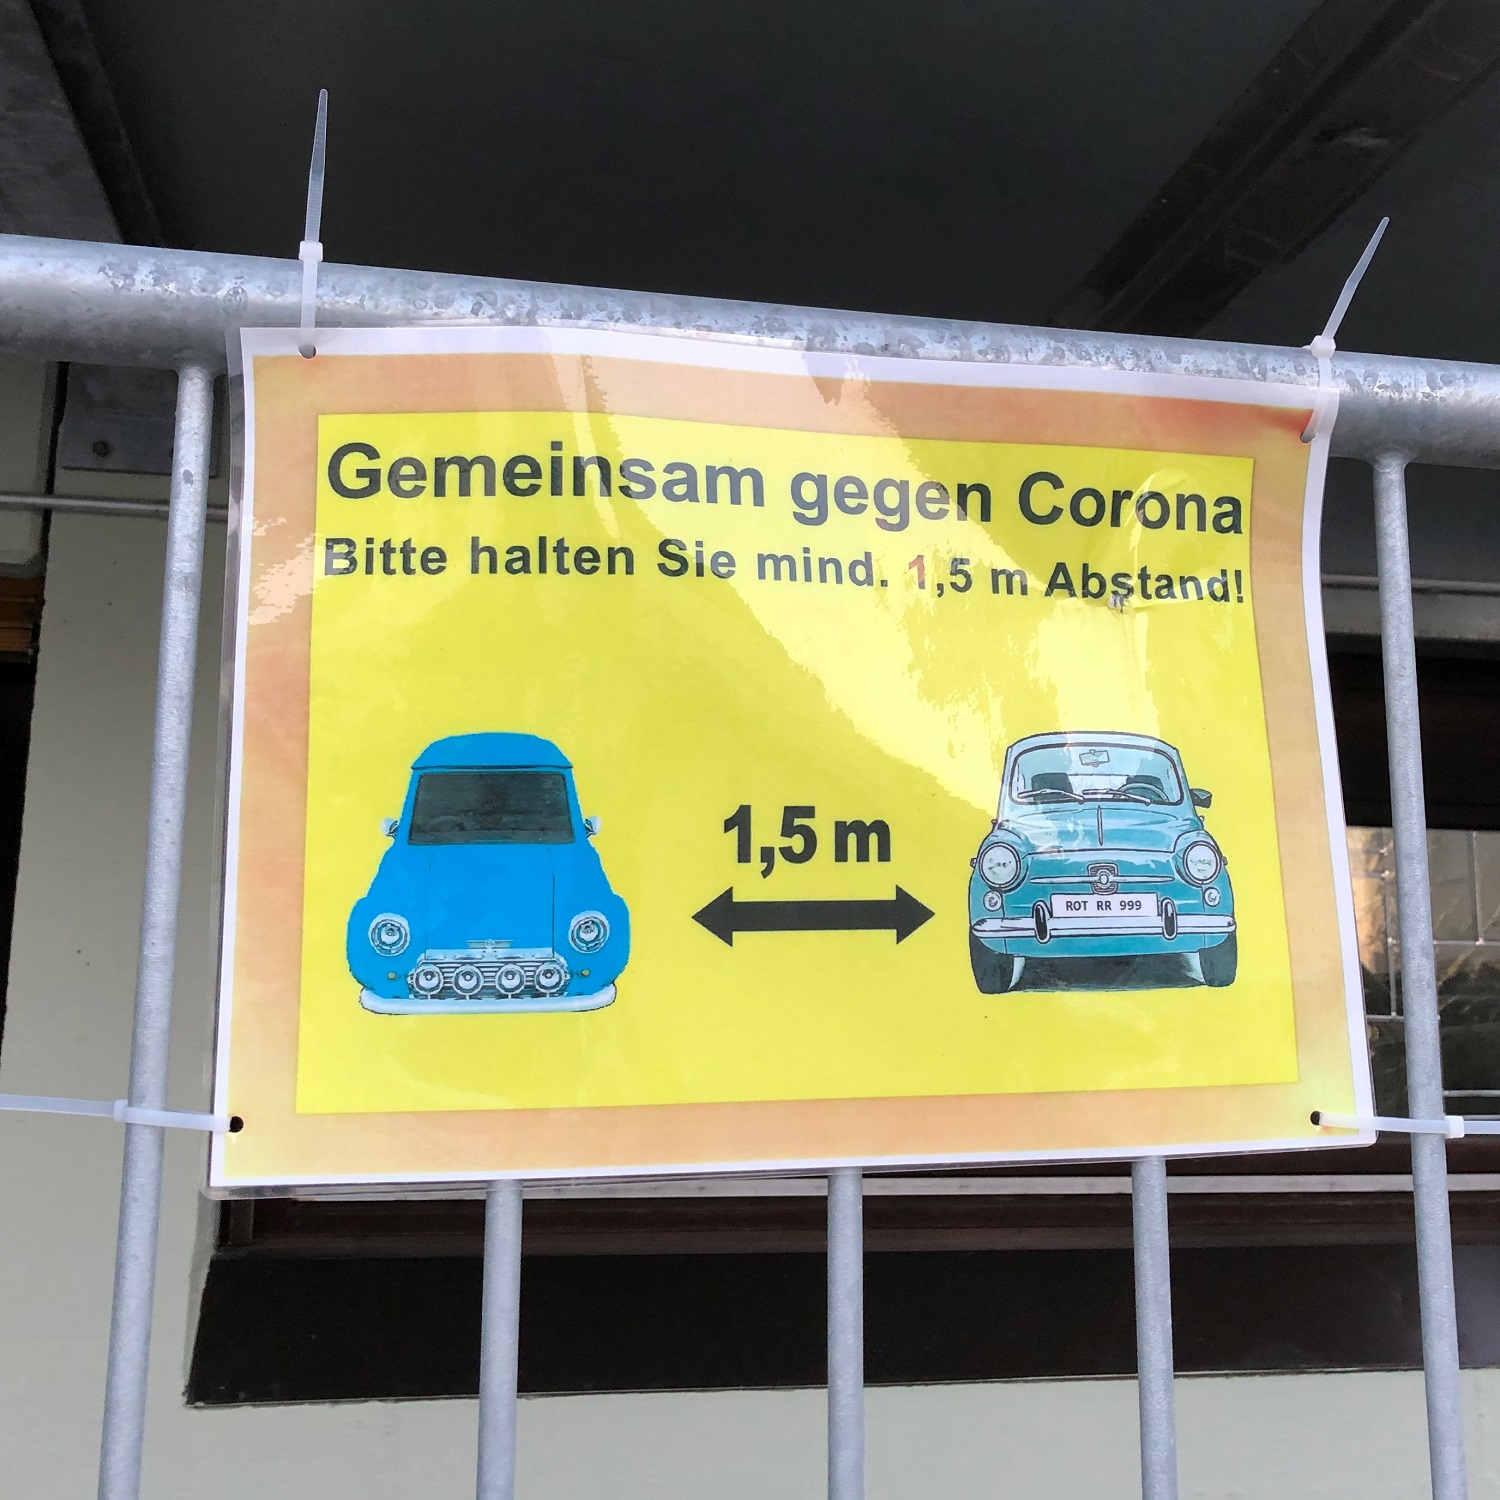 Gemeinsam gegen Corona
Bitte halten Sie mind. 1,5 m Abstand!
1,5 m
ROT RR 999